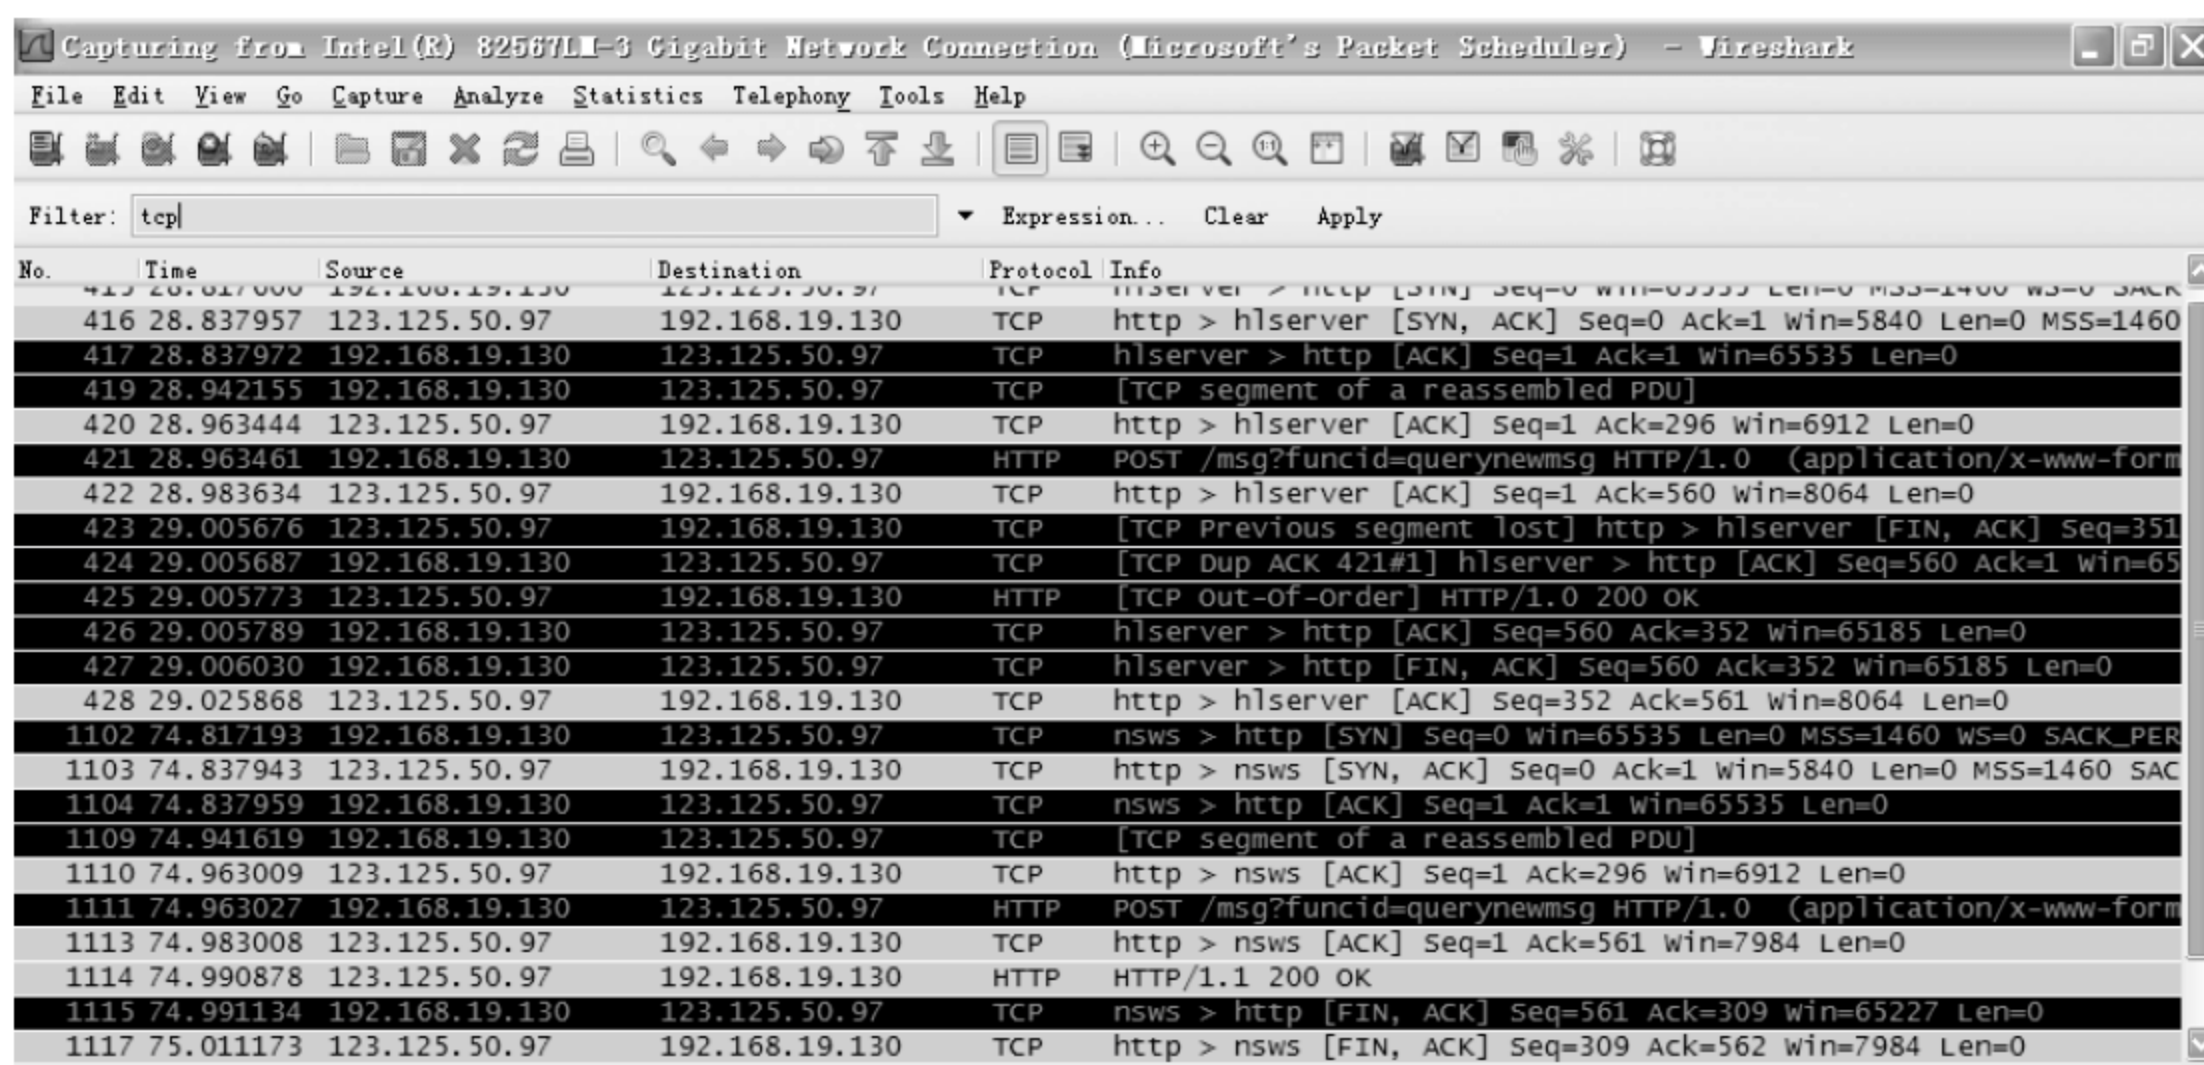 Capturing from Intel(R) 82567LM-3 Gigabit Network Connection (Microsoft's Packet Scheduler) - Wireshark
File Edit View Go Capture Analyze Statistics Telephony Tools Help
Filter: tcp Expression... Clear Apply
No. Time Source Destination Protocol Info
415 28.817000 192.168.19.130 123.125.50.97 TCP hlserver > http [SYN] Seq=0 Win=65535 Len=0 MSS=1460 WS=0 SACK
416 28.837957 123.125.50.97 192.168.19.130 TCP http > hlserver [SYN, ACK] Seq=0 Ack=1 Win=5840 Len=0 MSS=1460
417 28.837972 192.168.19.130 123.125.50.97 TCP hlserver > http [ACK] Seq=1 Ack=1 Win=65535 Len=0
419 28.942155 192.168.19.130 123.125.50.97 TCP [TCP segment of a reassembled PDU]
420 28.963444 123.125.50.97 192.168.19.130 TCP http > hlserver [ACK] Seq=1 Ack=296 Win=6912 Len=0
421 28.963461 192.168.19.130 123.125.50.97 HTTP POST /msg?funcid=querynewmsg HTTP/1.0 (application/x-www-form
422 28.983634 123.125.50.97 192.168.19.130 TCP http > hlserver [ACK] Seq=1 Ack=560 Win=8064 Len=0
423 29.005676 123.125.50.97 192.168.19.130 TCP [TCP Previous segment lost] http > hlserver [FIN, ACK] Seq=351
424 29.005687 192.168.19.130 123.125.50.97 TCP [TCP Dup ACK 421#1] hlserver > http [ACK] Seq=560 Ack=1 Win=65
425 29.005773 123.125.50.97 192.168.19.130 HTTP [TCP Out-Of-Order] HTTP/1.0 200 OK
426 29.005789 192.168.19.130 123.125.50.97 TCP hlserver > http [ACK] Seq=560 Ack=352 Win=65185 Len=0
427 29.006030 192.168.19.130 123.125.50.97 TCP hlserver > http [FIN, ACK] Seq=560 Ack=352 Win=65185 Len=0
428 29.025868 123.125.50.97 192.168.19.130 TCP http > hlserver [ACK] Seq=352 Ack=561 Win=8064 Len=0
1102 74.817193 192.168.19.130 123.125.50.97 TCP nsws > http [SYN] Seq=0 Win=65535 Len=0 MSS=1460 WS=0 SACK_PER
1103 74.837943 123.125.50.97 192.168.19.130 TCP http > nsws [SYN, ACK] Seq=0 Ack=1 Win=5840 Len=0 MSS=1460 SAC
1104 74.837959 192.168.19.130 123.125.50.97 TCP nsws > http [ACK] Seq=1 Ack=1 Win=65535 Len=0
1109 74.941619 192.168.19.130 123.125.50.97 TCP [TCP segment of a reassembled PDU]
1110 74.963009 123.125.50.97 192.168.19.130 TCP http > nsws [ACK] Seq=1 Ack=296 Win=6912 Len=0
1111 74.963027 192.168.19.130 123.125.50.97 HTTP POST /msg?funcid=querynewmsg HTTP/1.0 (application/x-www-form
1113 74.983008 123.125.50.97 192.168.19.130 TCP http > nsws [ACK] Seq=1 Ack=561 Win=7984 Len=0
1114 74.990878 123.125.50.97 192.168.19.130 HTTP HTTP/1.1 200 OK
1115 74.991134 192.168.19.130 123.125.50.97 TCP nsws > http [FIN, ACK] Seq=561 Ack=309 Win=65227 Len=0
1117 75.011173 123.125.50.97 192.168.19.130 TCP http > nsws [FIN, ACK] Seq=309 Ack=562 Win=7984 Len=0